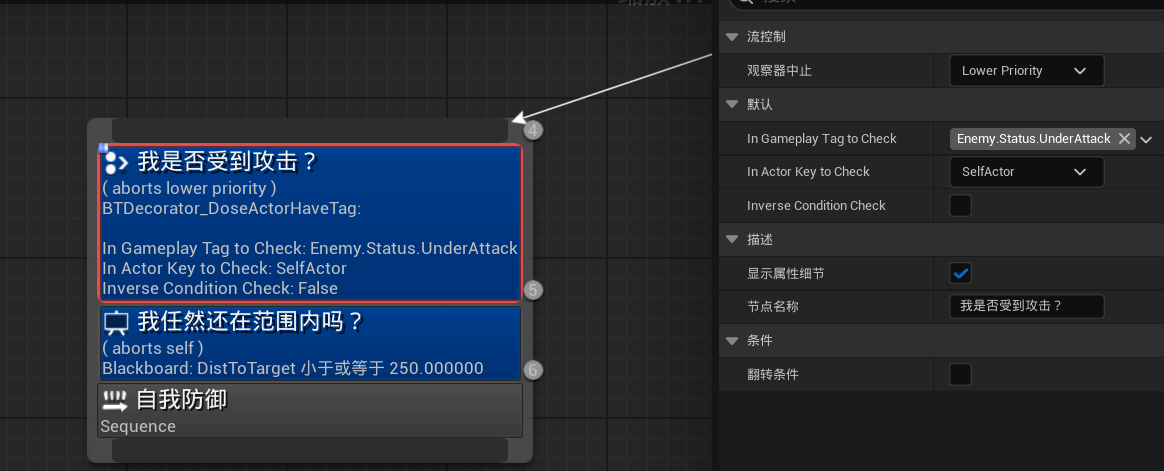 搜索
流控制
观察器中止
Lower Priority
默认
In Gameplay Tag to Check
Enemy.Status.UnderAttack
In Actor Key to Check
SelfActor
Inverse Condition Check
描述
显示属性细节
节点名称
我是否受到攻击？
条件
翻转条件
4
我是否受到攻击？
( aborts lower priority )
BTDecorator_DoseActorHaveTag:
In Gameplay Tag to Check: Enemy.Status.UnderAttack
In Actor Key to Check: SelfActor
Inverse Condition Check: False
5
我任然还在范围内吗？
( aborts self )
Blackboard: DistToTarget 小于或等于 250.000000
6
自我防御
Sequence